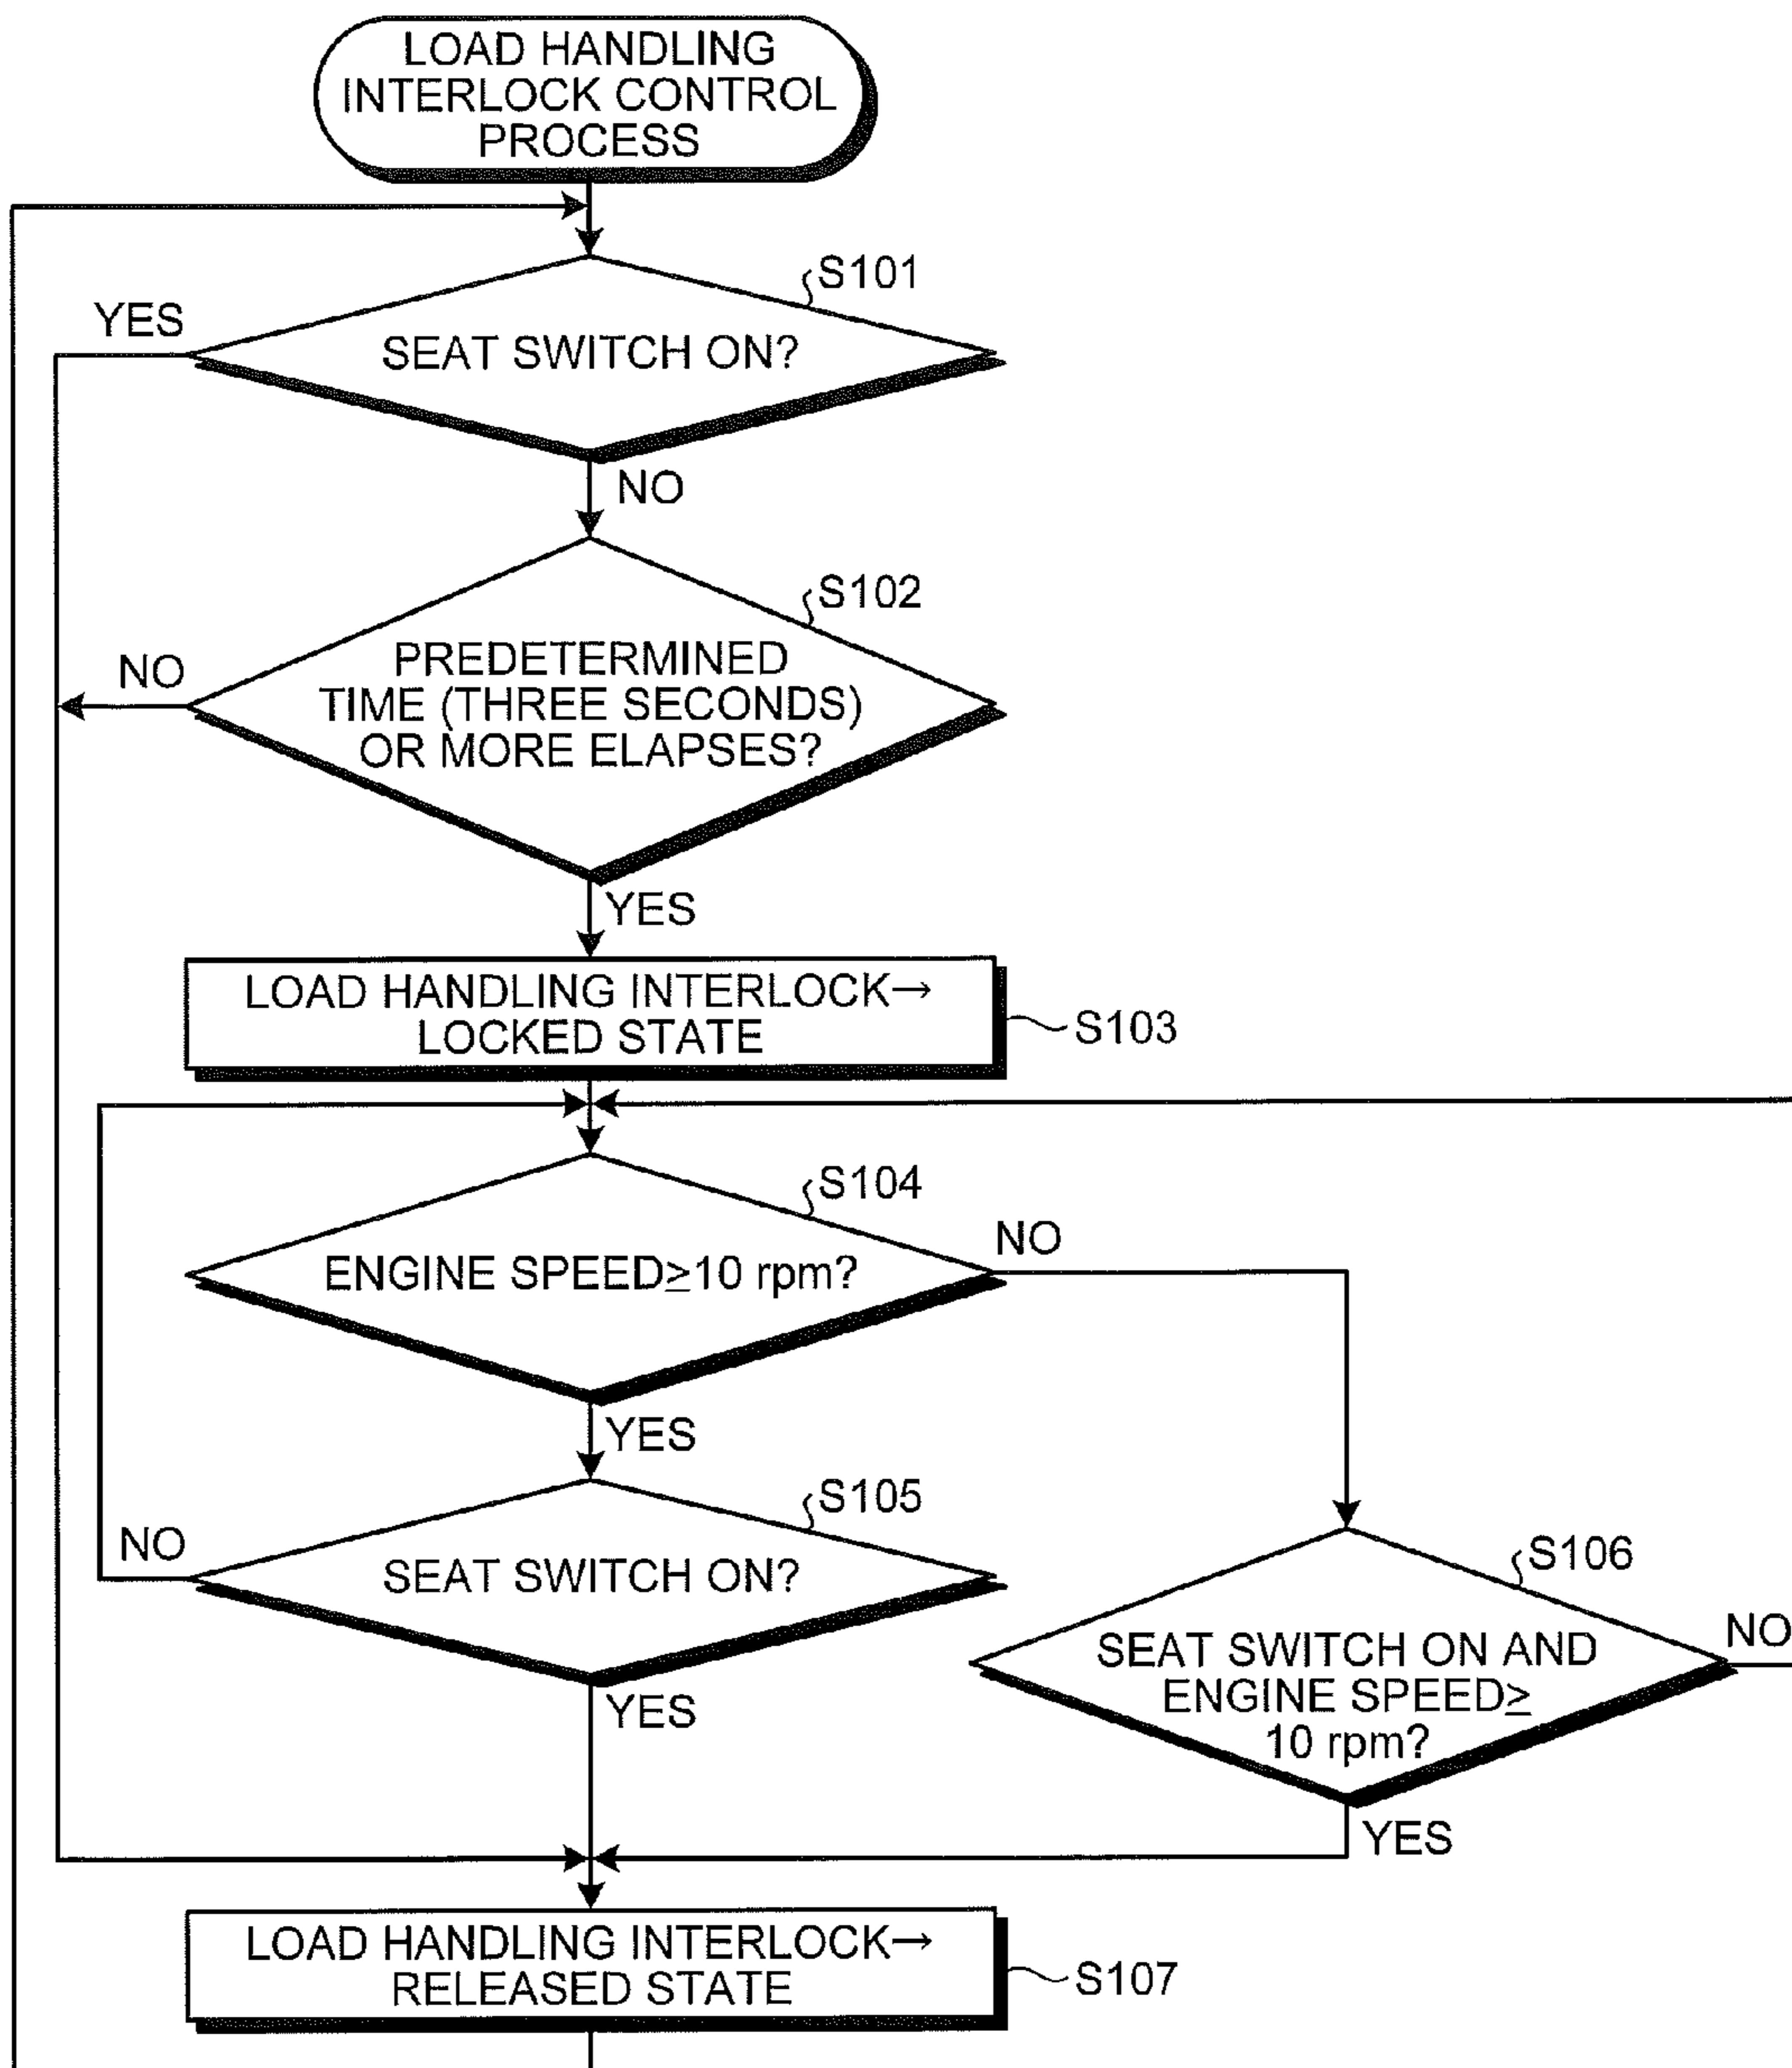 LOAD HANDLING
INTERLOCK CONTROL
PROCESS
S101
YES
SEAT SWITCH ON?
NO
S102
NO
PREDETERMINED
TIME (THREE SECONDS)
OR MORE ELAPSES?
YES
LOAD HANDLING INTERLOCK→
LOCKED STATE
S103
S104
NO
ENGINE SPEED≥10 rpm?
YES
S105
NO
SEAT SWITCH ON?
YES
S106
NO
SEAT SWITCH ON AND
ENGINE SPEED≥
10 rpm?
YES
LOAD HANDLING INTERLOCK→
RELEASED STATE
S107